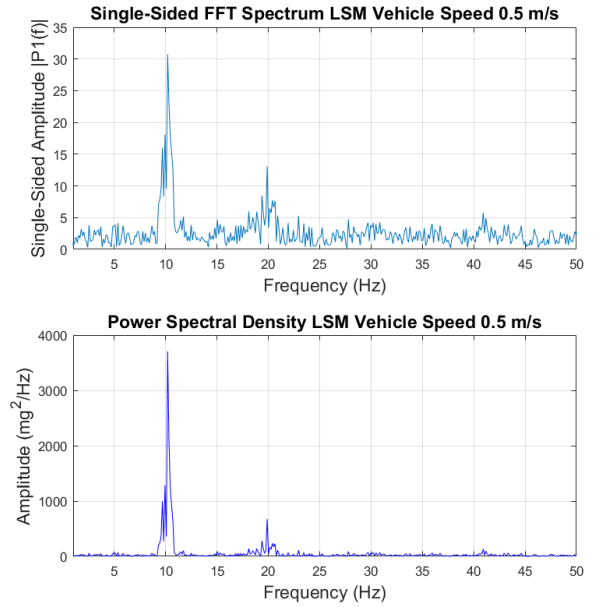 Single-Sided FFT Spectrum LSM Vehicle Speed 0.5 m/s
Single-Sided Amplitude |P1(f)|
35
30
25
20
15
10
5
0
5 10 15 20 25 30 35 40 45 50
Frequency (Hz)
Power Spectral Density LSM Vehicle Speed 0.5 m/s
Amplitude (mg²/Hz)
4000
3000
2000
1000
0
5 10 15 20 25 30 35 40 45 50
Frequency (Hz)